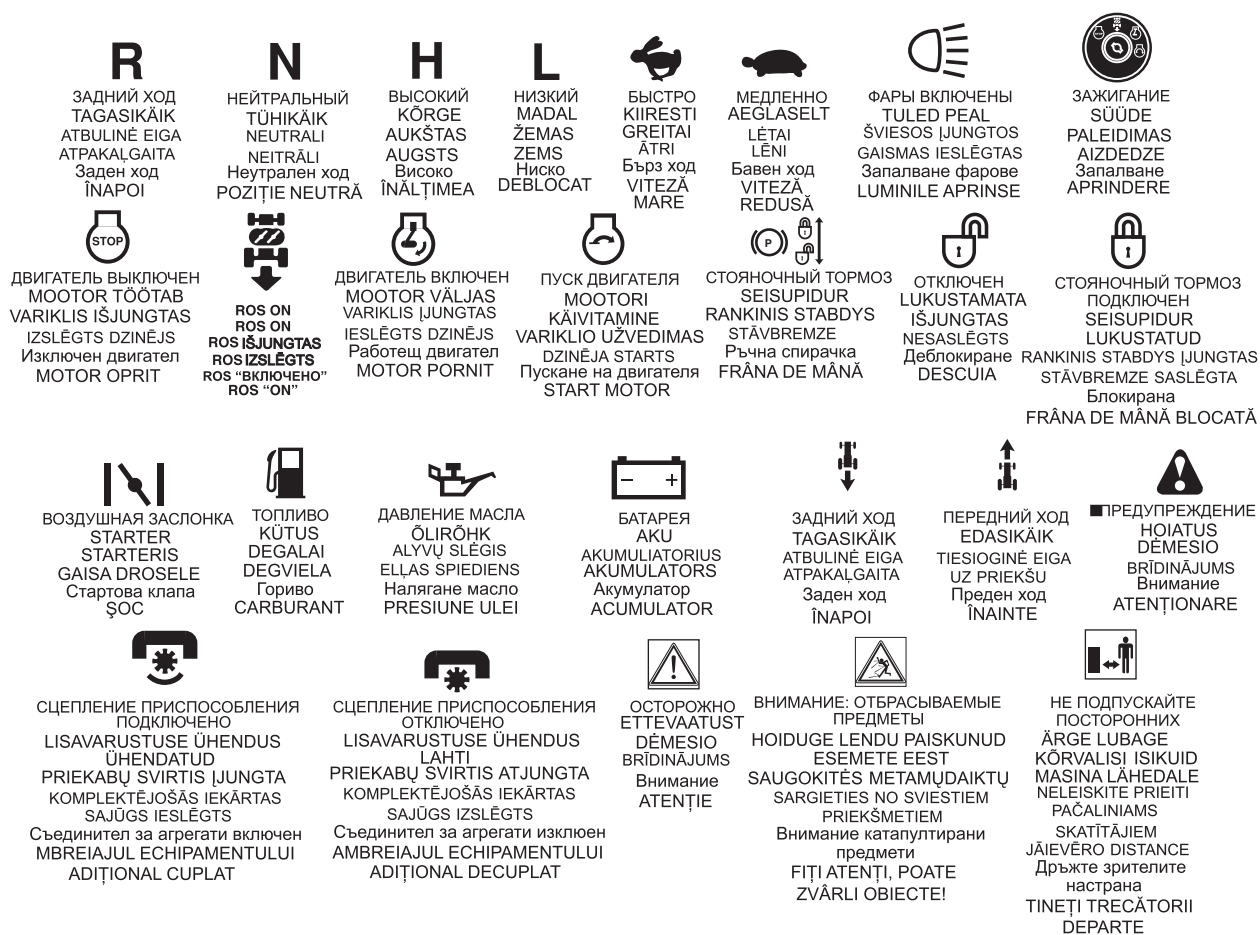 R
ЗАДНИЙ ХОД
TAGASIKÄIK
ATBULINĖ EIGA
ATPAKAĻGAITA
Заден ход
ÎNAPOI
N
НЕЙТРАЛЬНЫЙ
TÜHIKÄIK
NEUTRALI
NEITRĀLI
Неутрален ход
POZIȚIE NEUTRĂ
H
ВЫСОКИЙ
KÕRGE
AUKŠTAS
AUGSTS
Високо
ÎNĂLȚIMEA
L
НИЗКИЙ
MADAL
ŽEMAS
ZEMS
Ниско
DEBLOCAT
БЫСТРО
KIIRESTI
GREITAI
ĀTRI
Бърз ход
VITEZĂ
MARE
МЕДЛЕННО
AEGLASELT
LĖTAI
LĒNI
Бавен ход
VITEZĂ
REDUSĂ
ФАРЫ ВКЛЮЧЕНЫ
TULED PEAL
ŠVIESOS ĮJUNGTOS
GAISMAS IESLĒGTAS
Запалване фарове
LUMINILE APRINSE
ЗАЖИГАНИЕ
SÜÜDE
PALEIDIMAS
AIZDEDZE
Запалване
APRINDERE
STOP
ДВИГАТЕЛЬ ВЫКЛЮЧЕН
MOOTOR TÖÖTAB
VARIKLIS IŠJUNGTAS
IZSLĒGTS DZINĒJS
Изключен двигател
MOTOR OPRIT
ROS ON
ROS ON
ROS IŠJUNGTAS
ROS IZSLĒGTS
ROS “ВКЛЮЧЕНО”
ROS “ON”
ДВИГАТЕЛЬ ВКЛЮЧЕН
MOOTOR VÄLJAS
VARIKLIS ĮJUNGTAS
IESLĒGTS DZINĒJS
Работещ двигател
MOTOR PORNIT
ПУСК ДВИГАТЕЛЯ
MOOTORI
KÄIVITAMINE
VARIKLIO UŽVEDIMAS
DZINĒJA STARTS
Пускане на двигателя
START MOTOR
P
СТОЯНОЧНЫЙ ТОРМОЗ
SEISUPIDUR
RANKINIS STABDYS
STĀVBREMZE
Ръчна спирачка
FRÂNA DE MÂNĂ
ОТКЛЮЧЕН
LUKUSTAMATA
IŠJUNGTAS
NESASLĒGTS
Деблокиране
DESCUIA
СТОЯНОЧНЫЙ ТОРМОЗ
ПОДКЛЮЧЕН
SEISUPIDUR
LUKUSTATUD
RANKINIS STABDYS ĮJUNGTAS
STĀVBREMZE SASLĒGTA
Блокирана
FRÂNA DE MÂNĂ BLOCATĂ
ВОЗДУШНАЯ ЗАСЛОНКА
STARTER
STARTERIS
GAISA DROSELE
Стартова клапа
ŞOC
ТОПЛИВО
KÜTUS
DEGALAI
DEGVIELA
Гориво
CARBURANT
ДАВЛЕНИЕ МАСЛА
ÕLIRÕHK
ALYVŲ SLĖGIS
EĻĻAS SPIEDIENS
Налягане масло
PRESIUNE ULEI
− +
БАТАРЕЯ
AKU
AKUMULIATORIUS
AKUMULATORS
Акумулатор
ACUMULATOR
ЗАДНИЙ ХОД
TAGASIKÄIK
ATBULINĖ EIGA
ATPAKAĻGAITA
Заден ход
ÎNAPOI
ПЕРЕДНИЙ ХОД
EDASIKÄIK
TIESIOGINĖ EIGA
UZ PRIEKŠU
Преден ход
ÎNAINTE
ПРЕДУПРЕЖДЕНИЕ
HOIATUS
DĖMESIO
BRĪDINĀJUMS
Внимание
ATENȚIONARE
СЦЕПЛЕНИЕ ПРИСПОСОБЛЕНИЯ
ПОДКЛЮЧЕНО
LISAVARUSTUSE ÜHENDUS
ÜHENDATUD
PRIEKABŲ SVIRTIS ĮJUNGTA
KOMPLEKTĒJOŠĀS IEKĀRTAS
SAJŪGS IESLĒGTS
Съединител за агрегати включен
MBREIAJUL ECHIPAMENTULUI
ADIȚIONAL CUPLAT
СЦЕПЛЕНИЕ ПРИСПОСОБЛЕНИЯ
ОТКЛЮЧЕНО
LISAVARUSTUSE ÜHENDUS
LAHTI
PRIEKABŲ SVIRTIS ATJUNGTA
KOMPLEKTĒJOŠĀS IEKĀRTAS
SAJŪGS IZSLĒGTS
Съединител за агрегати изклюен
AMBREIAJUL ECHIPAMENTULUI
ADIȚIONAL DECUPLAT
ОСТОРОЖНО
ETTEVAATUST
DĖMESIO
BRĪDINĀJUMS
Внимание
ATENȚIE
ВНИМАНИЕ: ОТБРАСЫВАЕМЫЕ
ПРЕДМЕТЫ
HOIDUGE LENDU PAISKUNUD
ESEMETE EEST
SAUGOKITĖS METAMŲDAIKTŲ
SARGIETIES NO SVIESTIEM
PRIEKŠMETIEM
Внимание катапултирани
предмети
FIȚI ATENȚI, POATE
ZVÂRLI OBIECTE!
НЕ ПОДПУСКАЙТЕ
ПОСТОРОННИХ
ÄRGE LUBAGE
KÕRVALISI ISIKUID
MASINA LÄHEDALE
NELEISKITE PRIEITI
PAČALINIAMS
SKATĪTĀJIEM
JĀIEVĒRO DISTANCE
Дръжте зрителите
настрана
TINEȚI TRECĂTORII
DEPARTE